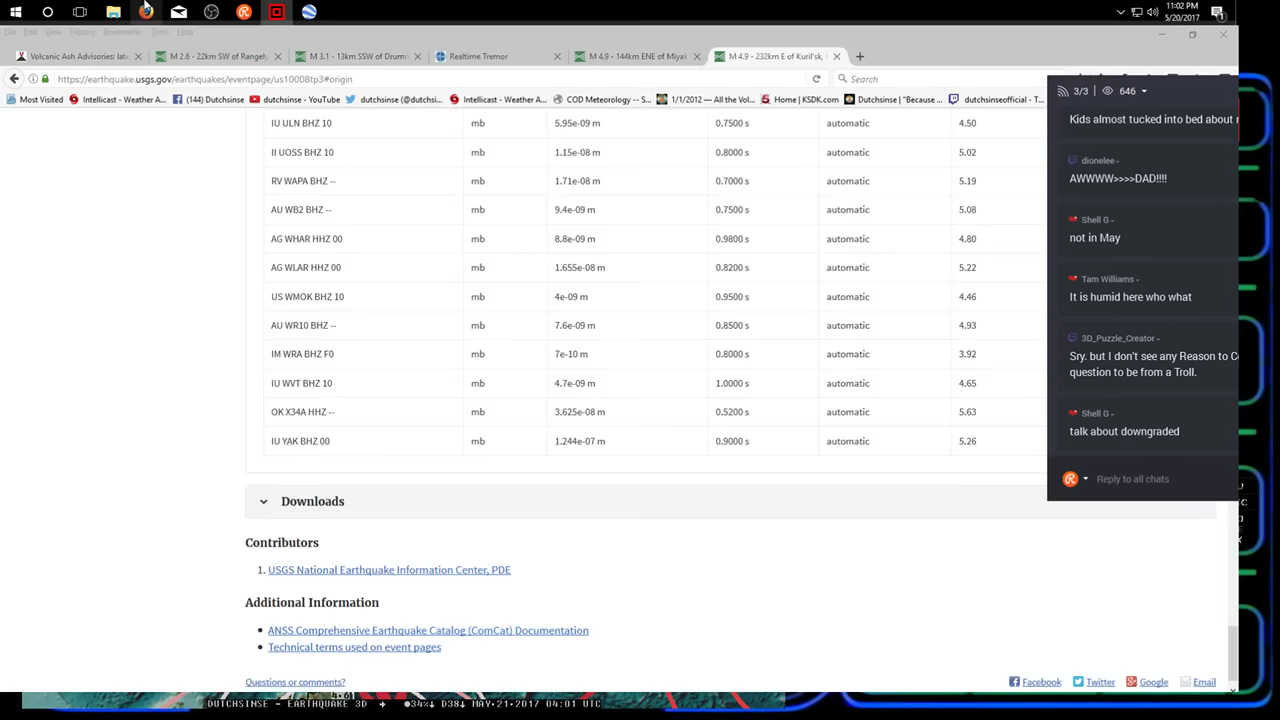 11:02 PM
5/20/2017
File Edit View History Bookmarks Tools Help
Volcanic Ash Advisories: lat
M 2.6 - 22km SW of Rangely
M 3.1 - 13km SSW of Drumr
Realtime Tremor
M 4.9 - 144km ENE of Miyak
M 4.9 - 232km E of Kuril'sk,
https://earthquake.usgs.gov/earthquakes/eventpage/us10008tp3#origin
Search
Most Visited
Intellicast - Weather A...
(144) Dutchsinse
dutchsinse - YouTube
dutchsinse (@dutchsi...
Intellicast - Weather A...
COD Meteorology -- S...
1/1/2012 — All the Vol...
Home | KSDK.com
Dutchsinse | "Because ...
dutchsinseofficial - T...
IU ULN BHZ 10 mb 5.95e-09 m 0.7500 s automatic 4.50
II UOSS BHZ 10 mb 1.15e-08 m 0.8000 s automatic 5.02
RV WAPA BHZ -- mb 1.71e-08 m 0.7000 s automatic 5.19
AU WB2 BHZ -- mb 9.4e-09 m 0.7500 s automatic 5.08
AG WHAR HHZ 00 mb 8.8e-09 m 0.9800 s automatic 4.80
AG WLAR HHZ 00 mb 1.655e-08 m 0.8200 s automatic 5.22
US WMOK BHZ 10 mb 4e-09 m 0.9500 s automatic 4.46
AU WR10 BHZ -- mb 7.6e-09 m 0.8500 s automatic 4.93
IM WRA BHZ F0 mb 7e-10 m 0.8000 s automatic 3.92
IU WVT BHZ 10 mb 4.7e-09 m 1.0000 s automatic 4.65
OK X34A HHZ -- mb 3.625e-08 m 0.5200 s automatic 5.63
IU YAK BHZ 00 mb 1.244e-07 m 0.9000 s automatic 5.26
3/3 | 646
Kids almost tucked into bed about
dionelee
AWWW>>>>DAD!!!!
Shell G
not in May
Tam Williams
It is humid here who what
3D_Puzzle_Creator
Sry. but I don't see any Reason to
question to be from a Troll.
Shell G
talk about downgraded
Reply to all chats
Downloads
Contributors
1. USGS National Earthquake Information Center, PDE
Additional Information
• ANSS Comprehensive Earthquake Catalog (ComCat) Documentation
• Technical terms used on event pages
Questions or comments?
Facebook Twitter Google Email
DUTCHSINSE - EARTHQUAKE 3D
34% D38↓ MAY.21.2017 04:01 UTC